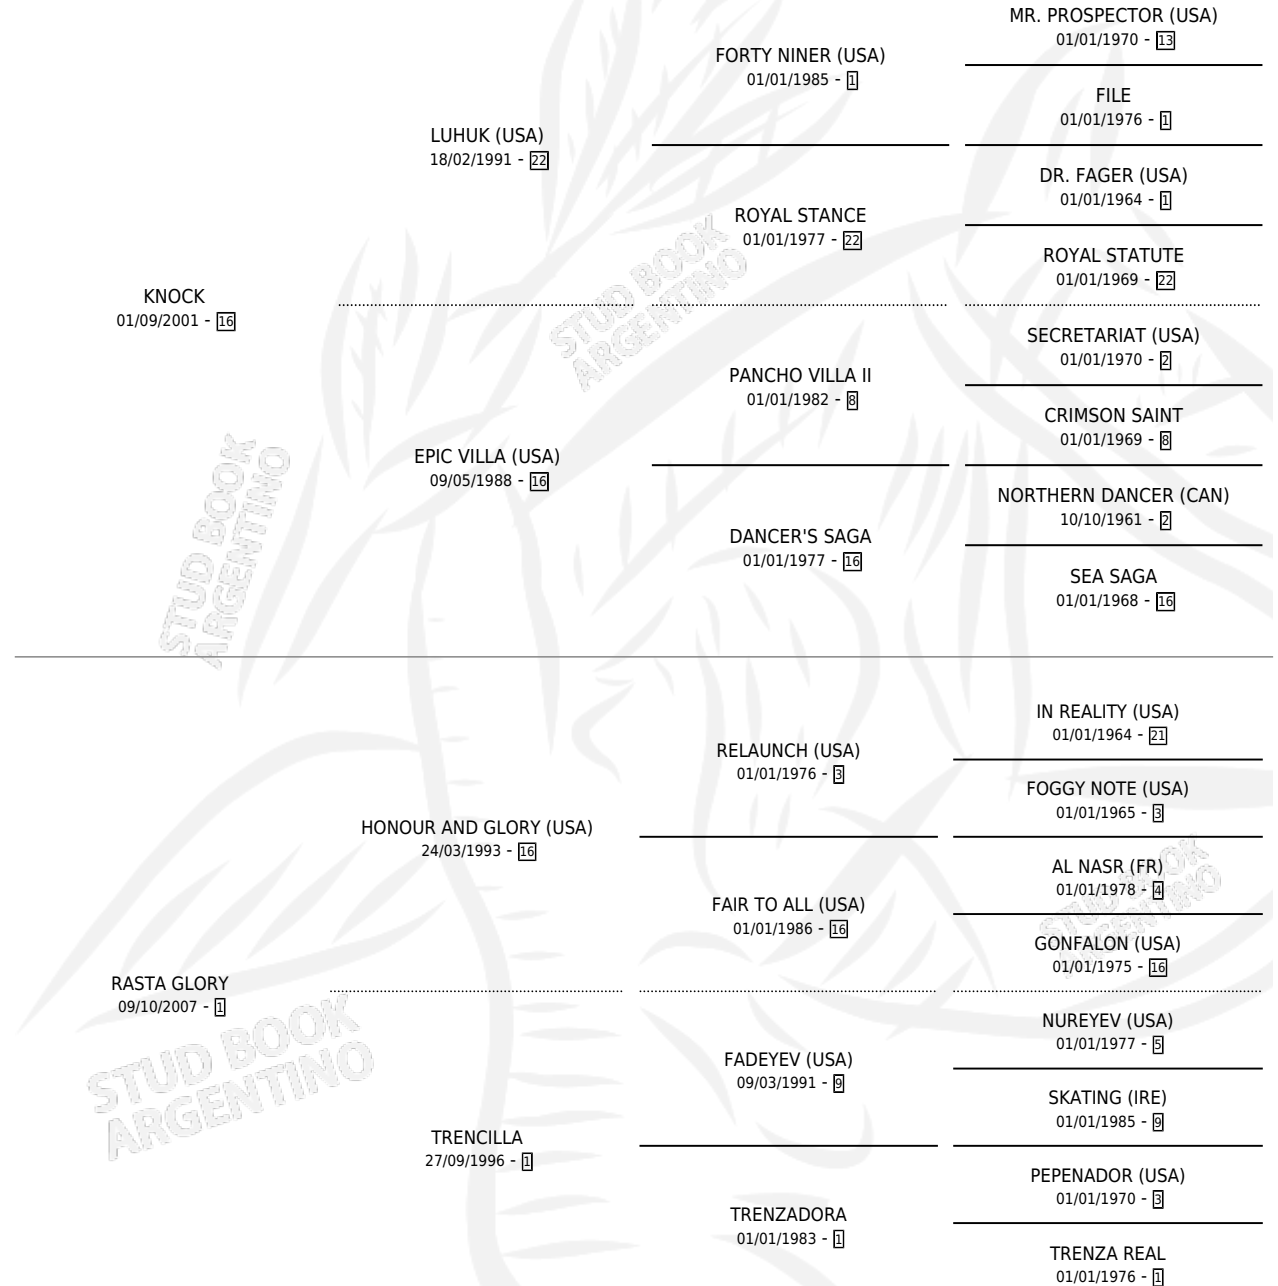 MR. PROSPECTOR (USA)
01/01/1970 - 13
FORTY NINER (USA)
01/01/1985 - 1
FILE
01/01/1976 - 1
LUHUK (USA)
18/02/1991 - 22
DR. FAGER (USA)
01/01/1964 - 1
ROYAL STANCE
01/01/1977 - 22
ROYAL STATUTE
01/01/1969 - 22
KNOCK
01/09/2001 - 16
STUD BOOK
ARGENTINO
SECRETARIAT (USA)
01/01/1970 - 2
PANCHO VILLA II
01/01/1982 - 8
CRIMSON SAINT
01/01/1969 - 8
EPIC VILLA (USA)
09/05/1988 - 16
NORTHERN DANCER (CAN)
10/10/1961 - 2
DANCER'S SAGA
01/01/1977 - 16
SEA SAGA
01/01/1968 - 16
STUD BOOK
ARGENTINO
IN REALITY (USA)
01/01/1964 - 21
RELAUNCH (USA)
01/01/1976 - 3
FOGGY NOTE (USA)
01/01/1965 - 3
HONOUR AND GLORY (USA)
24/03/1993 - 16
AL NASR (FR)
01/01/1978 - 4
FAIR TO ALL (USA)
01/01/1986 - 16
STUD BOOK
ARGENTINO
GONFALON (USA)
01/01/1975 - 16
RASTA GLORY
09/10/2007 - 1
NUREYEV (USA)
01/01/1977 - 5
FADEYEV (USA)
09/03/1991 - 9
STUD BOOK
ARGENTINO
SKATING (IRE)
01/01/1985 - 9
TRENCILLA
27/09/1996 - 1
PEPENADOR (USA)
01/01/1970 - 3
TRENZADORA
01/01/1983 - 1
TRENZA REAL
01/01/1976 - 1